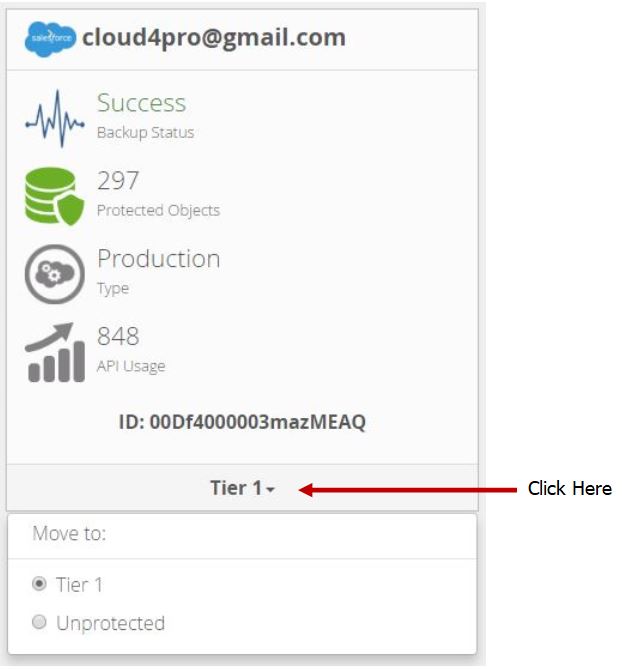 salesforce cloud4pro@gmail.com
Success
Backup Status
297
Protected Objects
Production
Type
848
API Usage
ID: 00Df4000003mazMEAQ
Tier 1
Click Here
Move to:
Tier 1
Unprotected